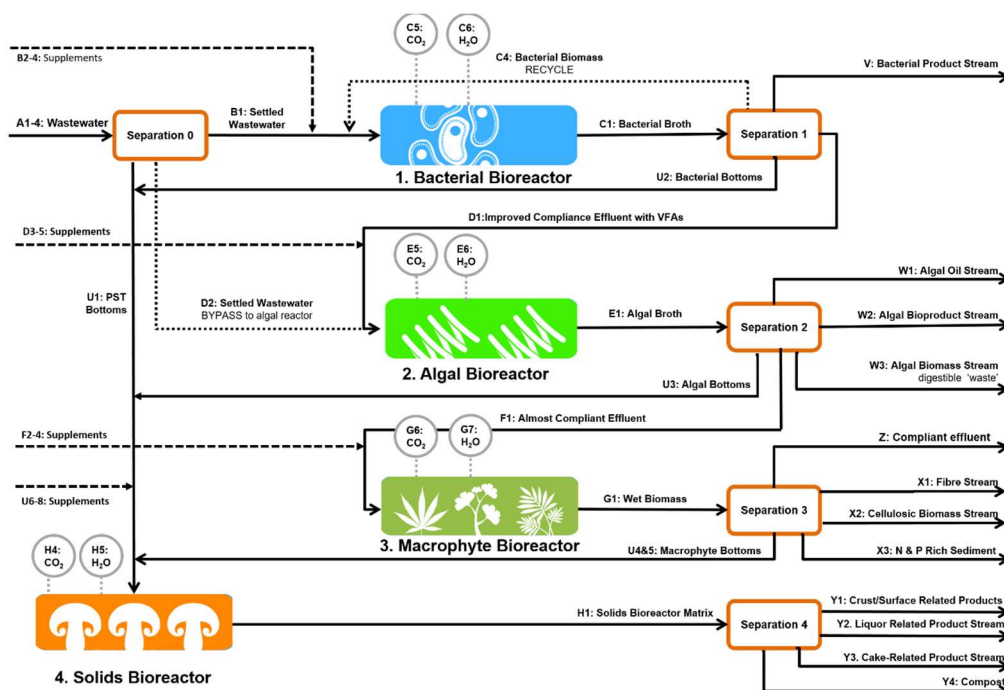 C5:
CO2
C6:
H2O
B2-4: Supplements
C4: Bacterial Biomass
RECYCLE
V: Bacterial Product Stream
A1-4: Wastewater
Separation 0
B1: Settled
Wastewater
C1: Bacterial Broth
Separation 1
1. Bacterial Bioreactor
U2: Bacterial Bottoms
D1:Improved Compliance Effluent with VFAs
D3-5: Supplements
E5:
CO2
E6:
H2O
W1: Algal Oil Stream
U1: PST
Bottoms
D2: Settled Wastewater
BYPASS to algal reactor
E1: Algal Broth
Separation 2
W2: Algal Bioproduct Stream
2. Algal Bioreactor
W3: Algal Biomass Stream
digestible 'waste'
U3: Algal Bottoms
F1: Almost Compliant Effluent
F2-4: Supplements
G6:
CO2
G7:
H2O
Z: Compliant effluent
U6-8: Supplements
G1: Wet Biomass
Separation 3
X1: Fibre Stream
X2: Cellulosic Biomass Stream
3. Macrophyte Bioreactor
U4&5: Macrophyte Bottoms
X3: N & P Rich Sediment
H4:
CO2
H5:
H2O
H1: Solids Bioreactor Matrix
Separation 4
Y1: Crust/Surface Related Products
Y2. Liquor Related Product Stream
Y3. Cake-Related Product Stream
4. Solids Bioreactor
Y4: Compost